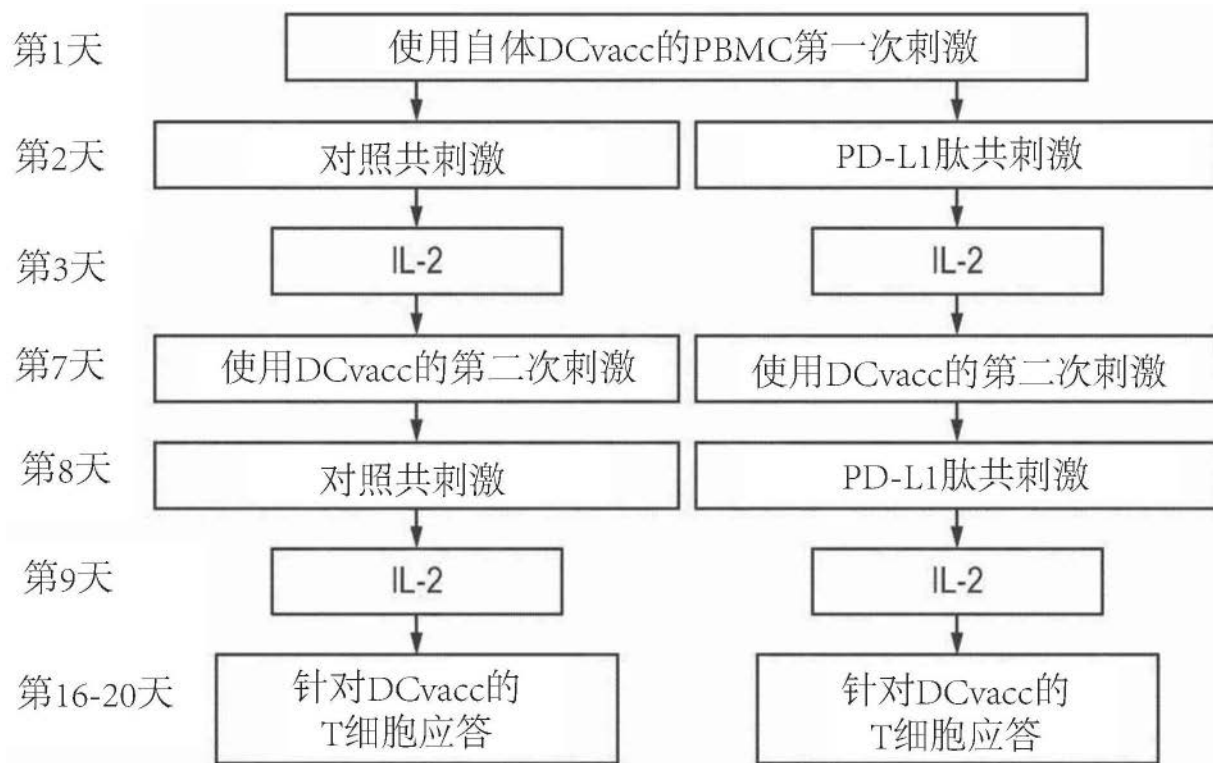 第1天
使用自体DCvacc的PBMC第一次刺激
第2天
对照共刺激
PD-L1肽共刺激
第3天
IL-2
IL-2
第7天
使用DCvacc的第二次刺激
使用DCvacc的第二次刺激
第8天
对照共刺激
PD-L1肽共刺激
第9天
IL-2
IL-2
第16-20天
针对DCvacc的
T细胞应答
针对DCvacc的
T细胞应答